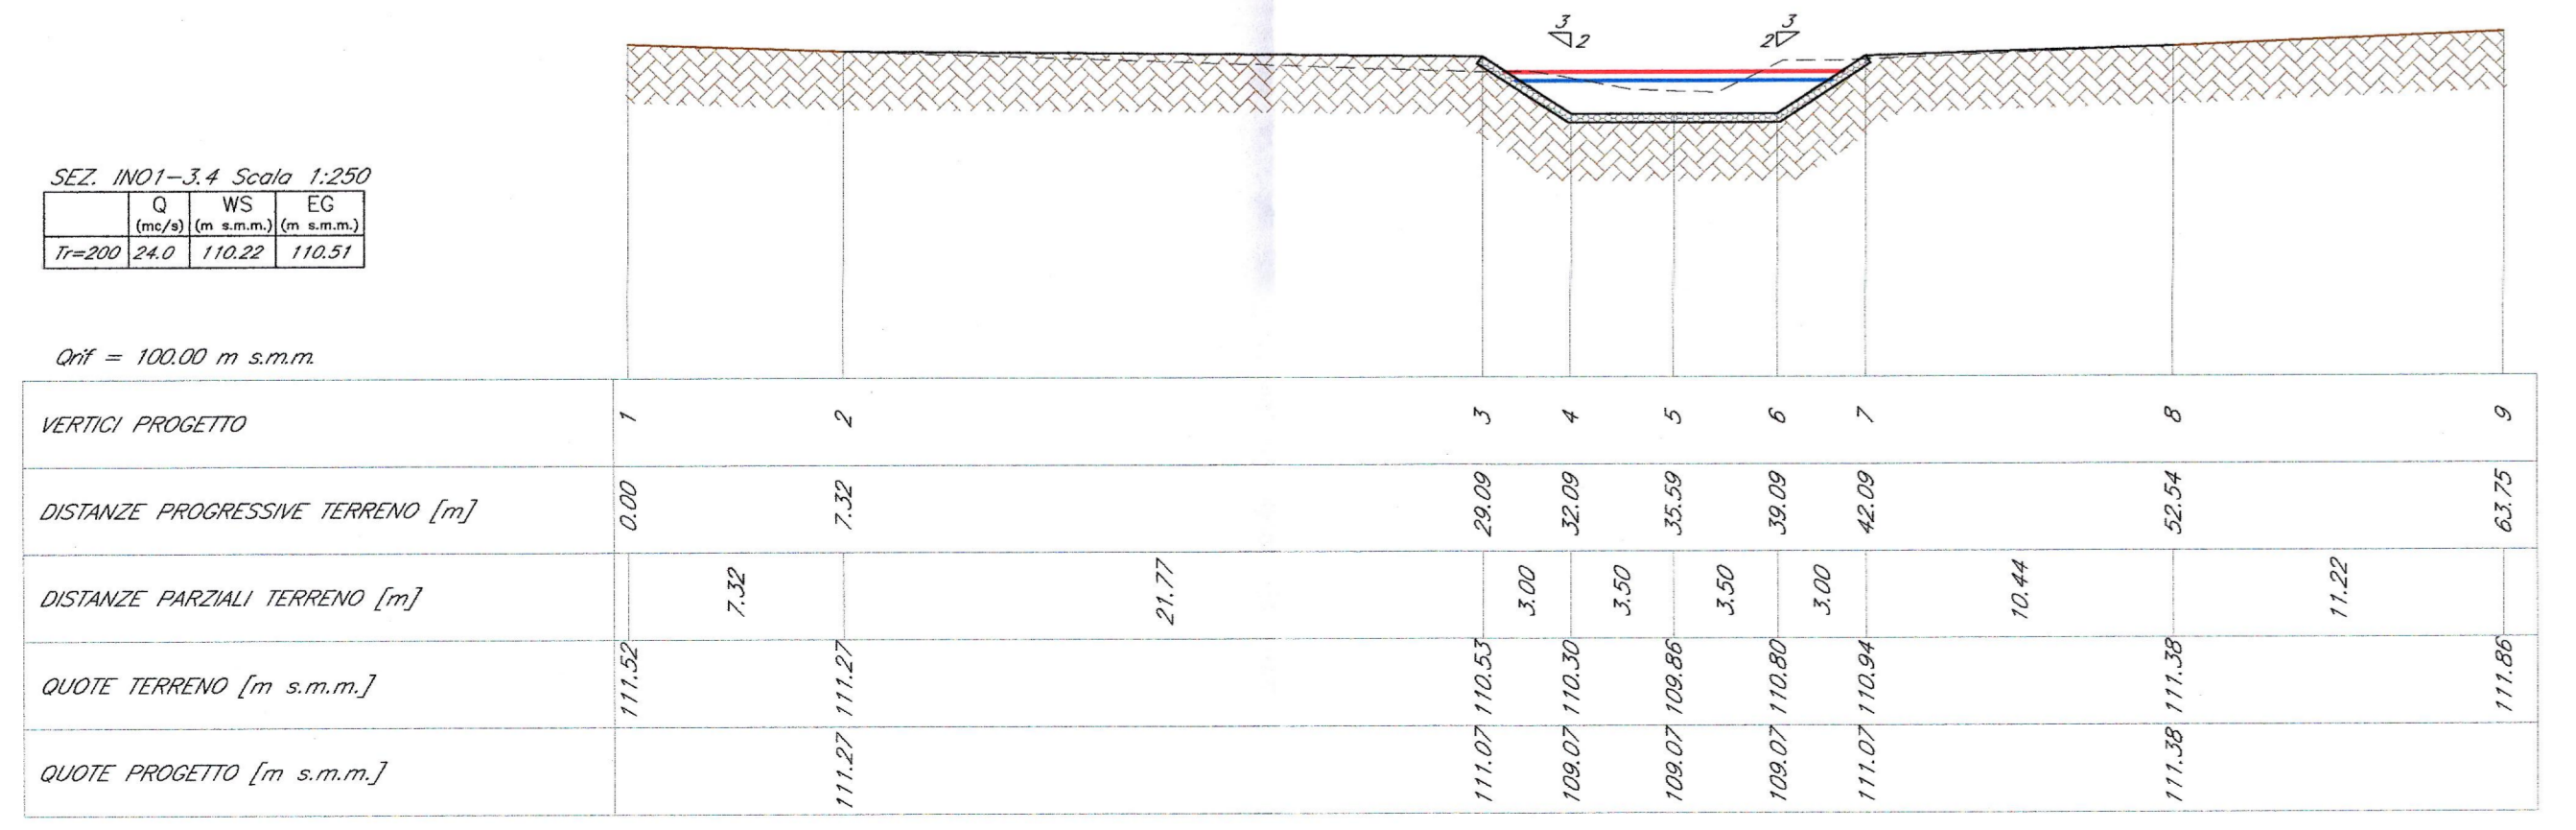 3 3
2 2
SEZ. INO1-3.4 Scala 1:250
Q WS EG
(mc/s) (m s.m.m.) (m s.m.m.)
Tr=200 24.0 110.22 110.51
Qrif = 100.00 m s.m.m.
VERTICI PROGETTO 1 2 3 4 5 6 7 8 9
DISTANZE PROGRESSIVE TERRENO [m] 0.00 7.32 29.09 32.09 35.59 39.09 42.09 52.54 63.75
DISTANZE PARZIALI TERRENO [m] 7.32 21.77 3.00 3.50 3.50 3.00 10.44 11.22
QUOTE TERRENO [m s.m.m.] 111.52 111.27 110.53 110.30 109.86 110.80 110.94 111.38 111.86
QUOTE PROGETTO [m s.m.m.] 111.27 111.07 109.07 109.07 109.07 111.07 111.38